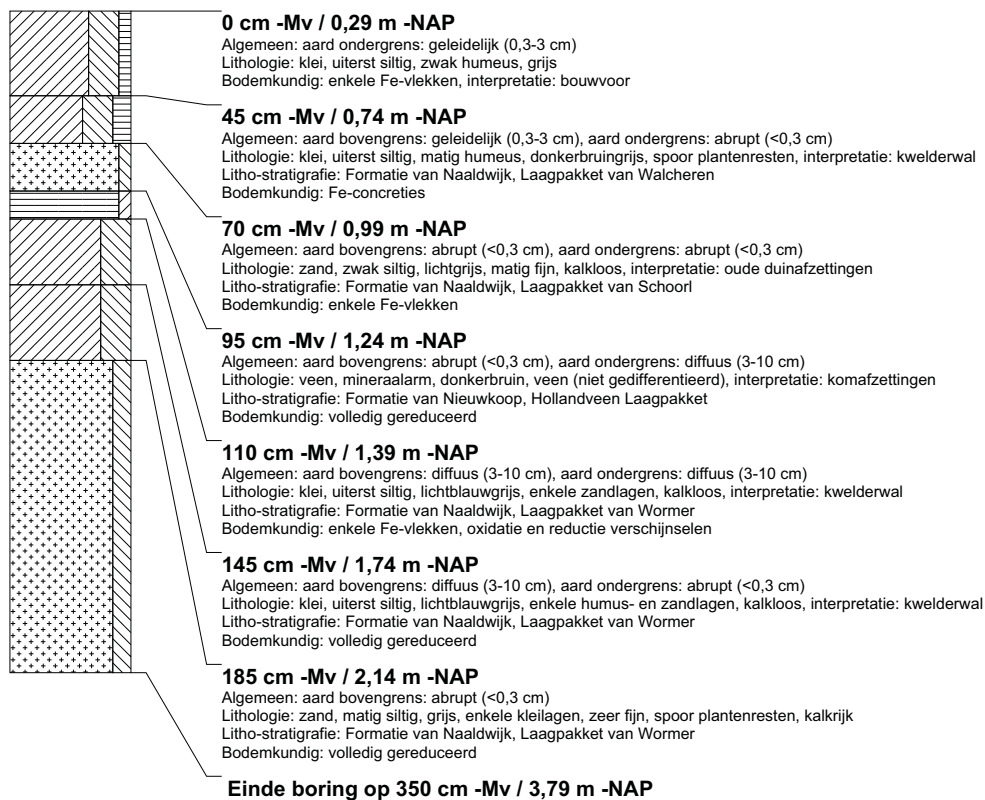 0 cm -Mv / 0,29 m -NAP
Algemeen: aard ondergrens: geleidelijk (0,3-3 cm)
Lithologie: klei, uiterst siltig, zwak humeus, grijs
Bodemkundig: enkele Fe-vlekken, interpretatie: bouwvoor
45 cm -Mv / 0,74 m -NAP
Algemeen: aard bovengrens: geleidelijk (0,3-3 cm), aard ondergrens: abrupt (<0,3 cm)
Lithologie: klei, uiterst siltig, matig humeus, donkerbruingrijs, spoor plantenresten, interpretatie: kwelderwal
Litho-stratigrafie: Formatie van Naaldwijk, Laagpakket van Walcheren
Bodemkundig: Fe-concreties
70 cm -Mv / 0,99 m -NAP
Algemeen: aard bovengrens: abrupt (<0,3 cm), aard ondergrens: abrupt (<0,3 cm)
Lithologie: zand, zwak siltig, lichtgrijs, matig fijn, kalkloos, interpretatie: oude duinafzettingen
Litho-stratigrafie: Formatie van Naaldwijk, Laagpakket van Schoorl
Bodemkundig: enkele Fe-vlekken
95 cm -Mv / 1,24 m -NAP
Algemeen: aard bovengrens: abrupt (<0,3 cm), aard ondergrens: diffuus (3-10 cm)
Lithologie: veen, mineraalarm, donkerbruin, veen (niet gedifferentieerd), interpretatie: komafzettingen
Litho-stratigrafie: Formatie van Nieuwkoop, Hollandveen Laagpakket
Bodemkundig: volledig gereduceerd
110 cm -Mv / 1,39 m -NAP
Algemeen: aard bovengrens: diffuus (3-10 cm), aard ondergrens: diffuus (3-10 cm)
Lithologie: klei, uiterst siltig, lichtblauwgrijs, enkele zandlagen, kalkloos, interpretatie: kwelderwal
Litho-stratigrafie: Formatie van Naaldwijk, Laagpakket van Wormer
Bodemkundig: enkele Fe-vlekken, oxidatie en reductie verschijnselen
145 cm -Mv / 1,74 m -NAP
Algemeen: aard bovengrens: diffuus (3-10 cm), aard ondergrens: abrupt (<0,3 cm)
Lithologie: klei, uiterst siltig, lichtblauwgrijs, enkele humus- en zandlagen, kalkloos, interpretatie: kwelderwal
Litho-stratigrafie: Formatie van Naaldwijk, Laagpakket van Wormer
Bodemkundig: volledig gereduceerd
185 cm -Mv / 2,14 m -NAP
Algemeen: aard bovengrens: abrupt (<0,3 cm)
Lithologie: zand, matig siltig, grijs, enkele kleilagen, zeer fijn, spoor plantenresten, kalkrijk
Litho-stratigrafie: Formatie van Naaldwijk, Laagpakket van Wormer
Bodemkundig: volledig gereduceerd
Einde boring op 350 cm -Mv / 3,79 m -NAP